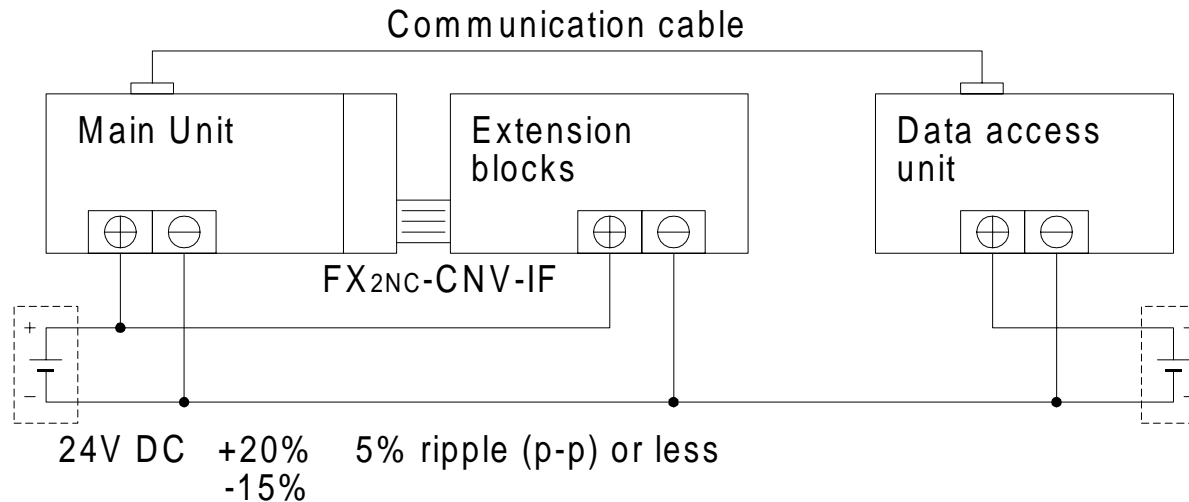 Communication cable
Main Unit
Extension
blocks
Data access
unit
FX2NC-CNV-IF
+
−
−
−
24V DC +20% 5% ripple (p-p) or less
-15%